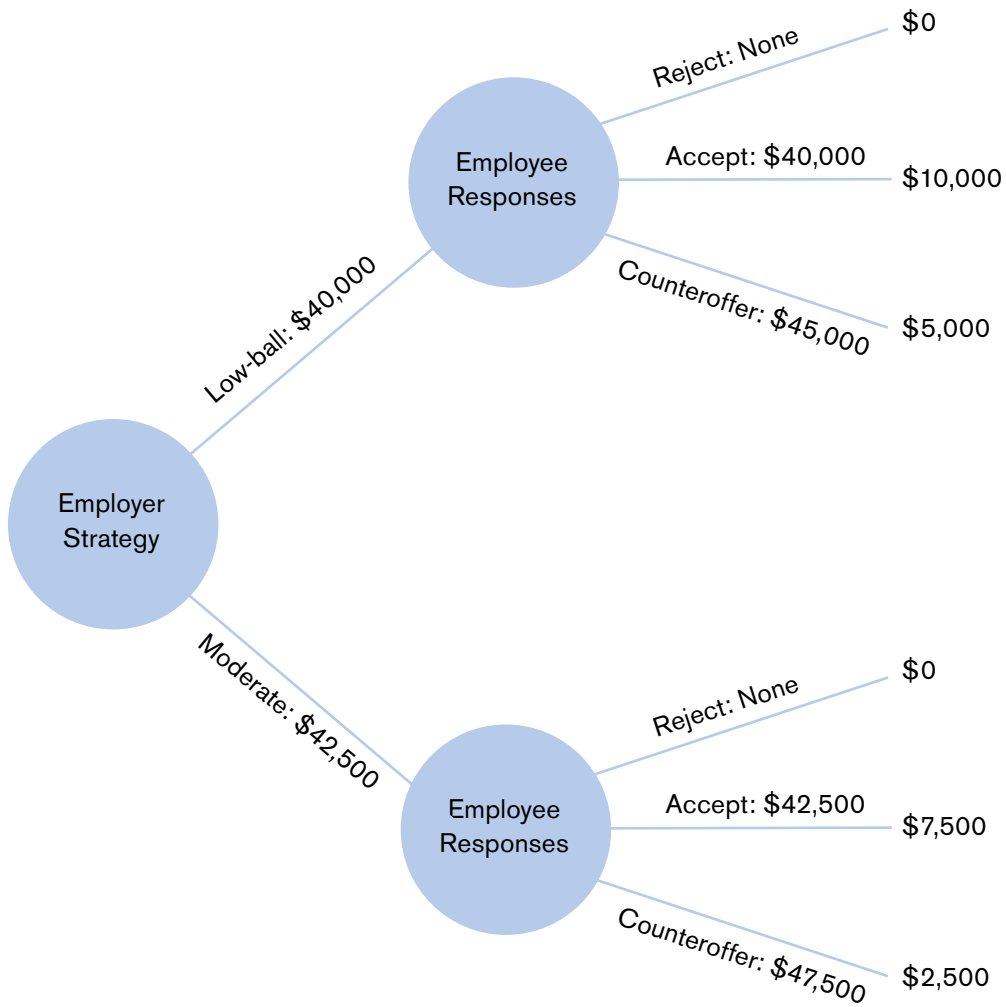 $0
Reject: None
Employee
Responses
Accept: $40,000
$10,000
Counteroffer: $45,000
$5,000
Low-ball: $40,000
Employer
Strategy
Moderate: $42,500
$0
Reject: None
Employee
Responses
Accept: $42,500
$7,500
Counteroffer: $47,500
$2,500